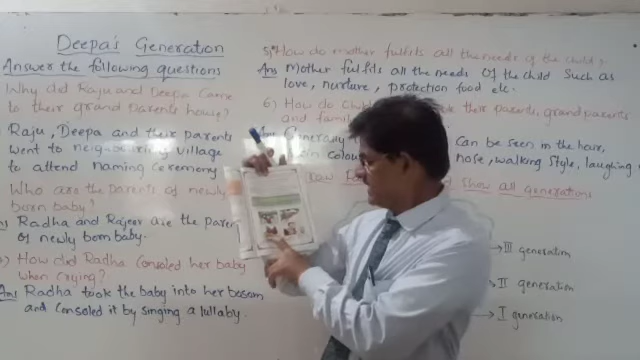 Deepa's Generation
Answer the following questions
Why did Raju and Deepa came
to their grand parents house?
Raju, Deepa and their parents
went to neighbouring village
to attend naming ceremony
Who are the parents of newly
born baby?
Radha and Rajeev are the paren
of newly born baby.
How did Radha consoled her baby
when crying?
Ans Radha took the baby into her bosom
and consoled it by singing a lullaby.
5) How do mother fulfits all the needs of the child?
Ans Mother fulfits all the needs of the child such as
love, nurture, protection food etc.
6) How do their parents, grand parents
and
can be seen in the hair,
nose, walking style, laughing
show all generations
III generation
II generation
I generation